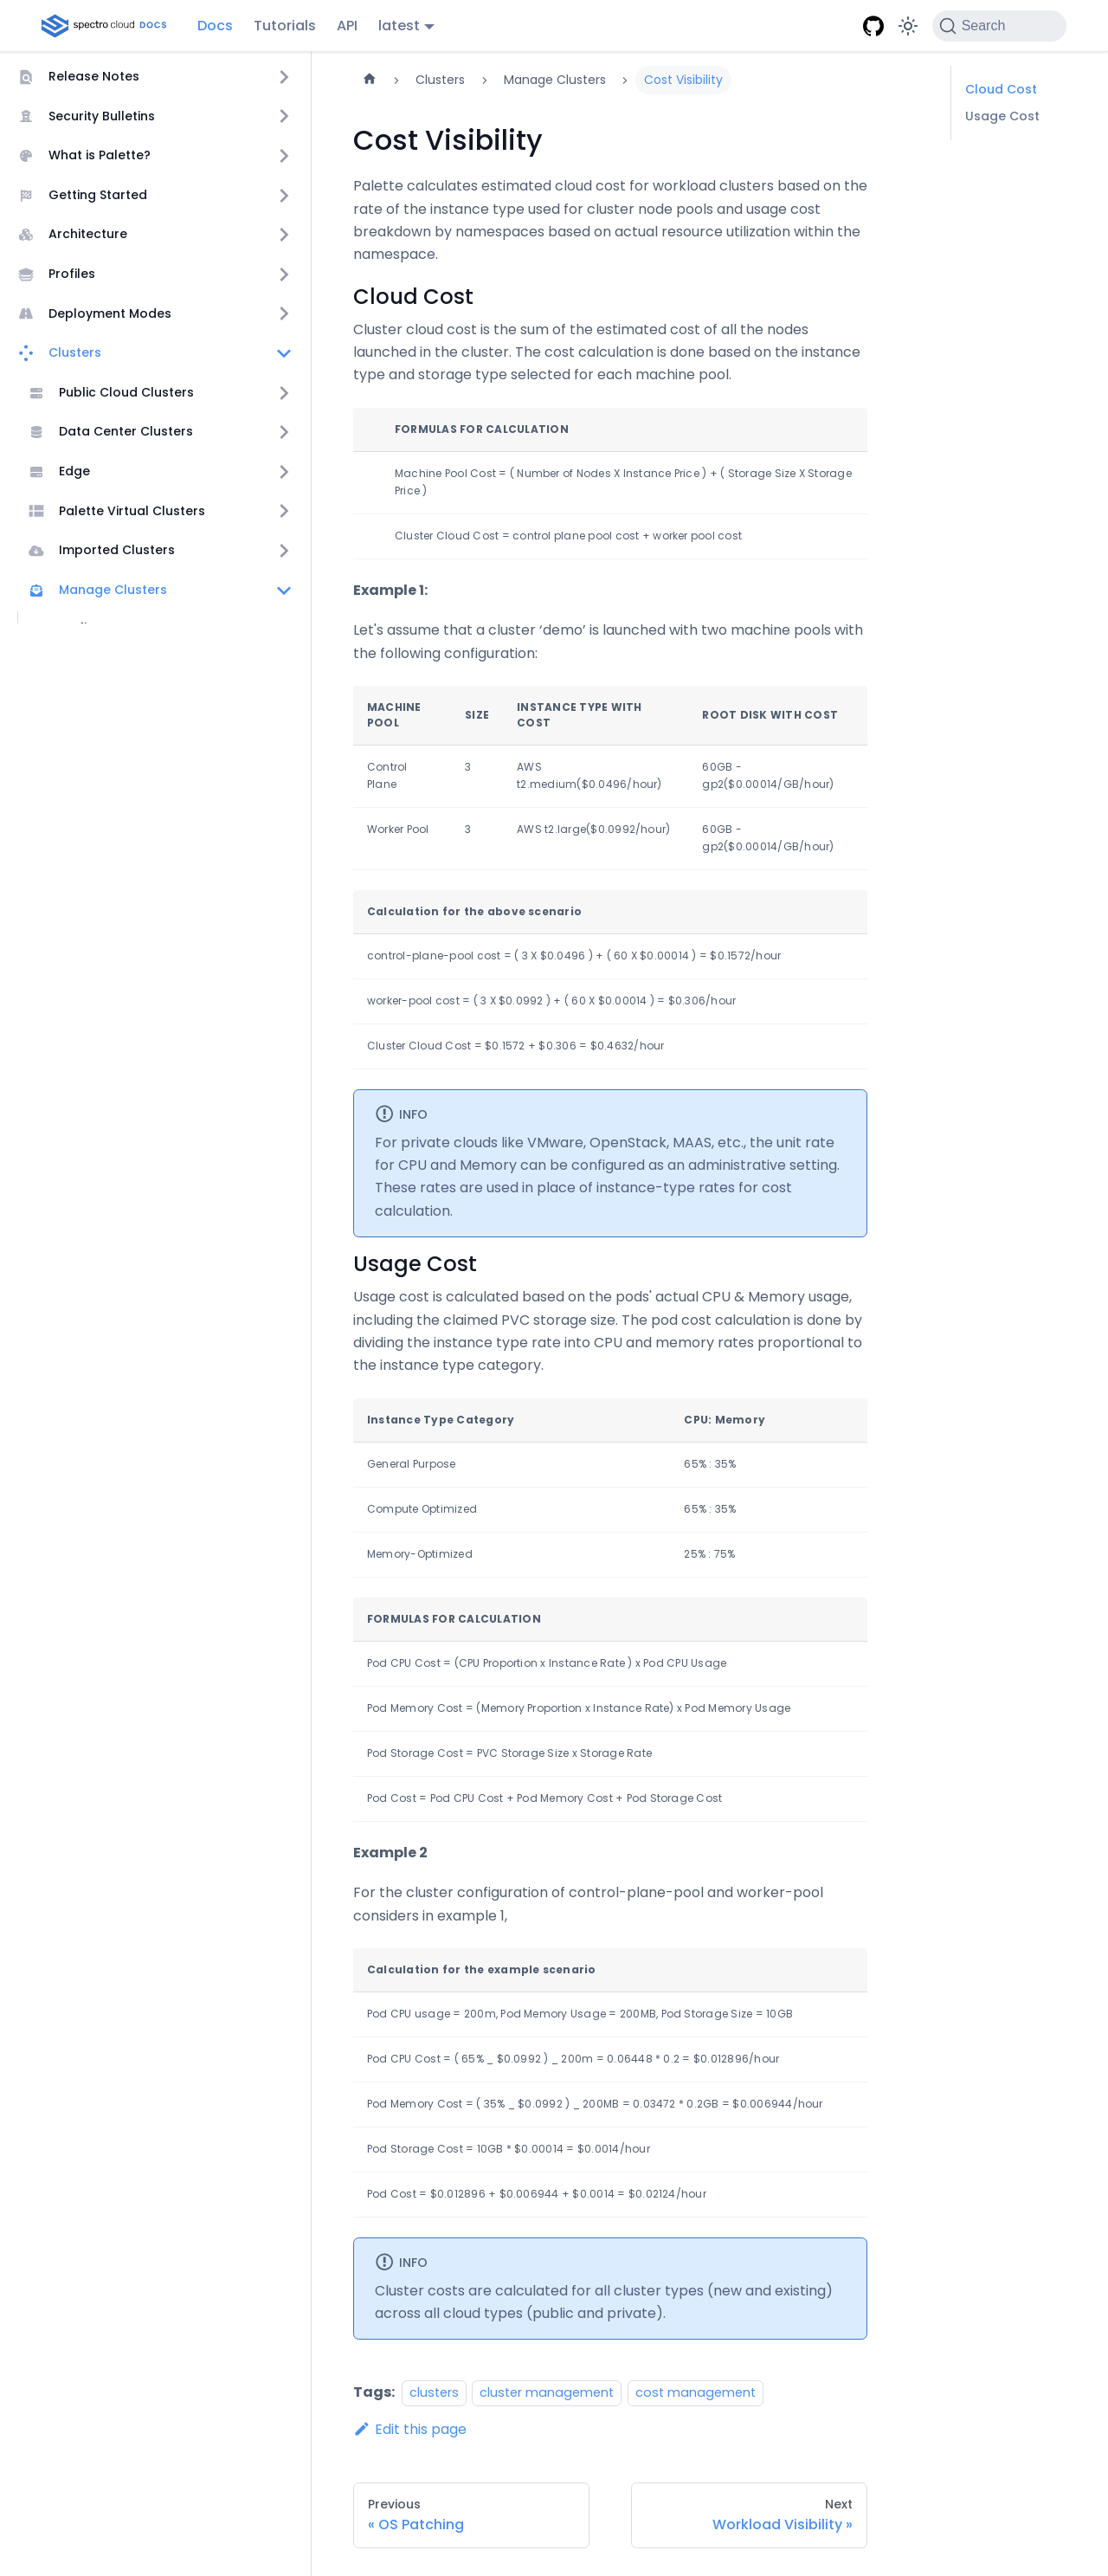 spectro cloud DOCS
Docs
Tutorials
API
latest
Search
Release Notes
Security Bulletins
What is Palette?
Getting Started
Architecture
Profiles
Deployment Modes
Clusters
Public Cloud Clusters
Data Center Clusters
Edge
Palette Virtual Clusters
Imported Clusters
Manage Clusters
Clusters
Manage Clusters
Cost Visibility
Cost Visibility
Palette calculates estimated cloud cost for workload clusters based on the
rate of the instance type used for cluster node pools and usage cost
breakdown by namespaces based on actual resource utilization within the
namespace.
Cloud Cost
Cluster cloud cost is the sum of the estimated cost of all the nodes
launched in the cluster. The cost calculation is done based on the instance
type and storage type selected for each machine pool.
FORMULAS FOR CALCULATION
Machine Pool Cost = ( Number of Nodes X Instance Price ) + ( Storage Size X Storage
Price )
Cluster Cloud Cost = control plane pool cost + worker pool cost
Example 1:
Let's assume that a cluster ‘demo’ is launched with two machine pools with
the following configuration:
MACHINE POOL SIZE INSTANCE TYPE WITH COST ROOT DISK WITH COST
Control Plane 3 AWS t2.medium($0.0496/hour) 60GB - gp2($0.00014/GB/hour)
Worker Pool 3 AWS t2.large($0.0992/hour) 60GB - gp2($0.00014/GB/hour)
Calculation for the above scenario
control-plane-pool cost = ( 3 X $0.0496 ) + ( 60 X $0.00014 ) = $0.1572/hour
worker-pool cost = ( 3 X $0.0992 ) + ( 60 X $0.00014 ) = $0.306/hour
Cluster Cloud Cost = $0.1572 + $0.306 = $0.4632/hour
INFO
For private clouds like VMware, OpenStack, MAAS, etc., the unit rate
for CPU and Memory can be configured as an administrative setting.
These rates are used in place of instance-type rates for cost
calculation.
Usage Cost
Usage cost is calculated based on the pods' actual CPU & Memory usage,
including the claimed PVC storage size. The pod cost calculation is done by
dividing the instance type rate into CPU and memory rates proportional to
the instance type category.
Instance Type Category CPU: Memory
General Purpose 65% : 35%
Compute Optimized 65% : 35%
Memory-Optimized 25% : 75%
FORMULAS FOR CALCULATION
Pod CPU Cost = (CPU Proportion x Instance Rate ) x Pod CPU Usage
Pod Memory Cost = (Memory Proportion x Instance Rate) x Pod Memory Usage
Pod Storage Cost = PVC Storage Size x Storage Rate
Pod Cost = Pod CPU Cost + Pod Memory Cost + Pod Storage Cost
Example 2
For the cluster configuration of control-plane-pool and worker-pool
considers in example 1,
Calculation for the example scenario
Pod CPU usage = 200m, Pod Memory Usage = 200MB, Pod Storage Size = 10GB
Pod CPU Cost = ( 65% _ $0.0992 ) _ 200m = 0.06448 * 0.2 = $0.012896/hour
Pod Memory Cost = ( 35% _ $0.0992 ) _ 200MB = 0.03472 * 0.2GB = $0.006944/hour
Pod Storage Cost = 10GB * $0.00014 = $0.0014/hour
Pod Cost = $0.012896 + $0.006944 + $0.0014 = $0.02124/hour
INFO
Cluster costs are calculated for all cluster types (new and existing)
across all cloud types (public and private).
Tags: clusters cluster management cost management
Edit this page
Previous
« OS Patching
Next
Workload Visibility »
Cloud Cost
Usage Cost